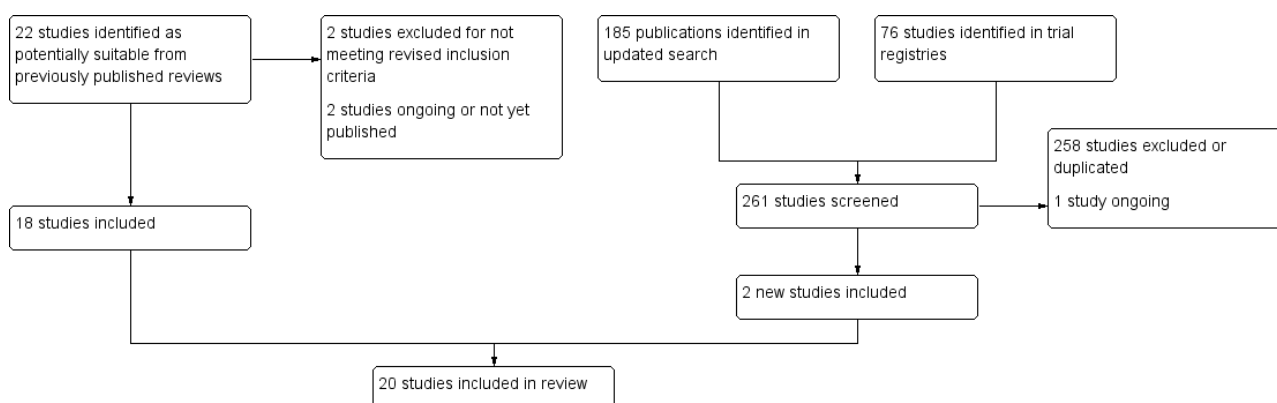 22 studies identified as
potentially suitable from
previously published reviews
2 studies excluded for not
meeting revised inclusion
criteria
2 studies ongoing or not yet
published
185 publications identified in
updated search
76 studies identified in trial
registries
258 studies excluded or
duplicated
1 study ongoing
261 studies screened
18 studies included
2 new studies included
20 studies included in review